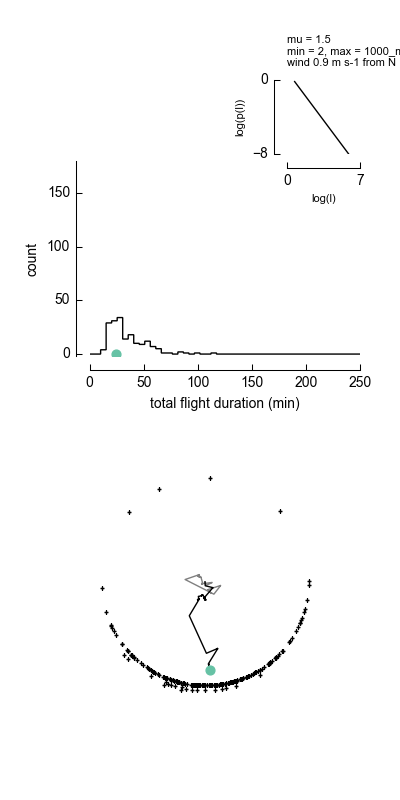 mu = 1.5
min = 2, max = 1000_m
wind 0.9 m s-1 from N
0
−8
log(p(l))
0 7
log(l)
150
100
50
0
count
0 50 100 150 200 250
total flight duration (min)